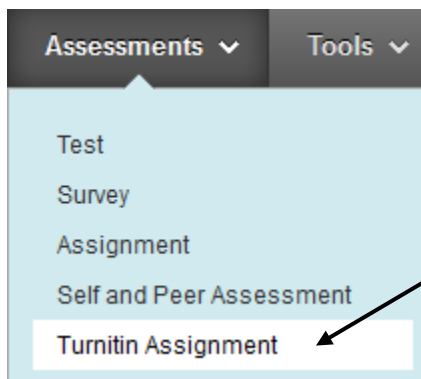 Assessments Tools
Test
Survey
Assignment
Self and Peer Assessment
Turnitin Assignment